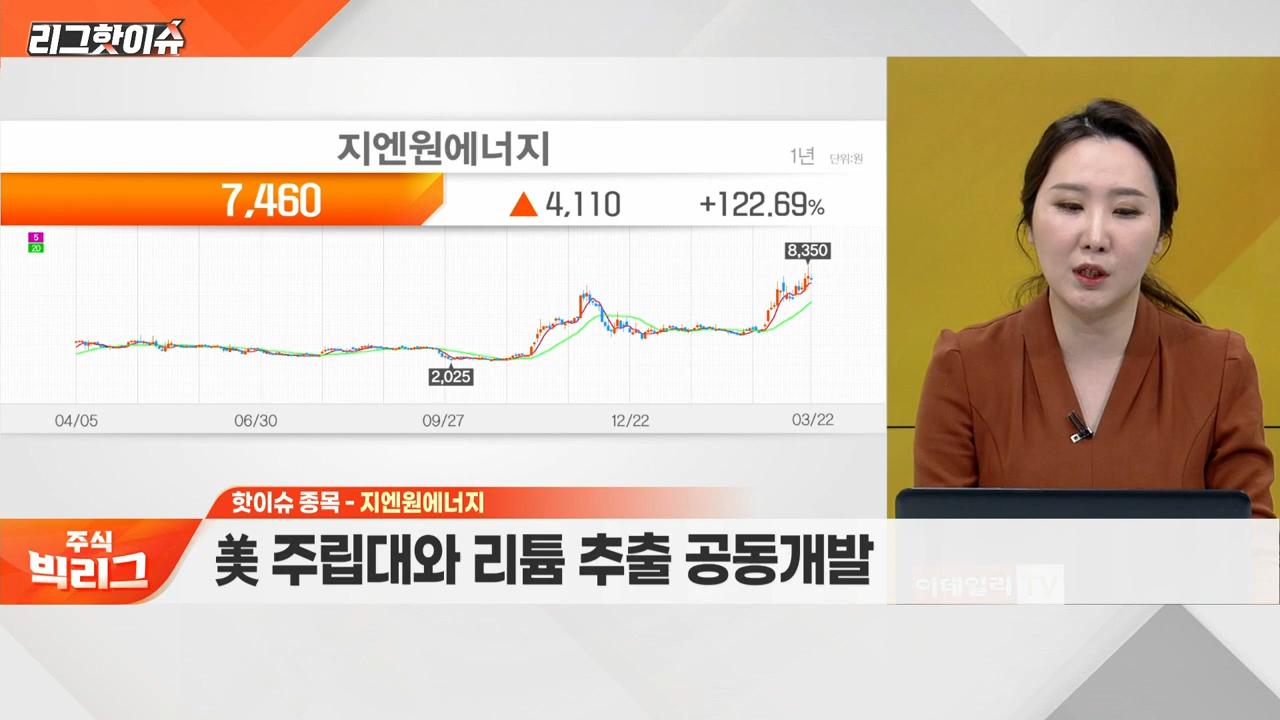 리그핫이슈
지엔원에너지
1년 단위:원
7,460 ▲ 4,110 +122.69%
5
20
8,350
2,025
04/05 06/30 09/27 12/22 03/22
핫이슈 종목 - 지엔원에너지
주식
빅리그
美 주립대와 리튬 추출 공동개발
이데일리 TV